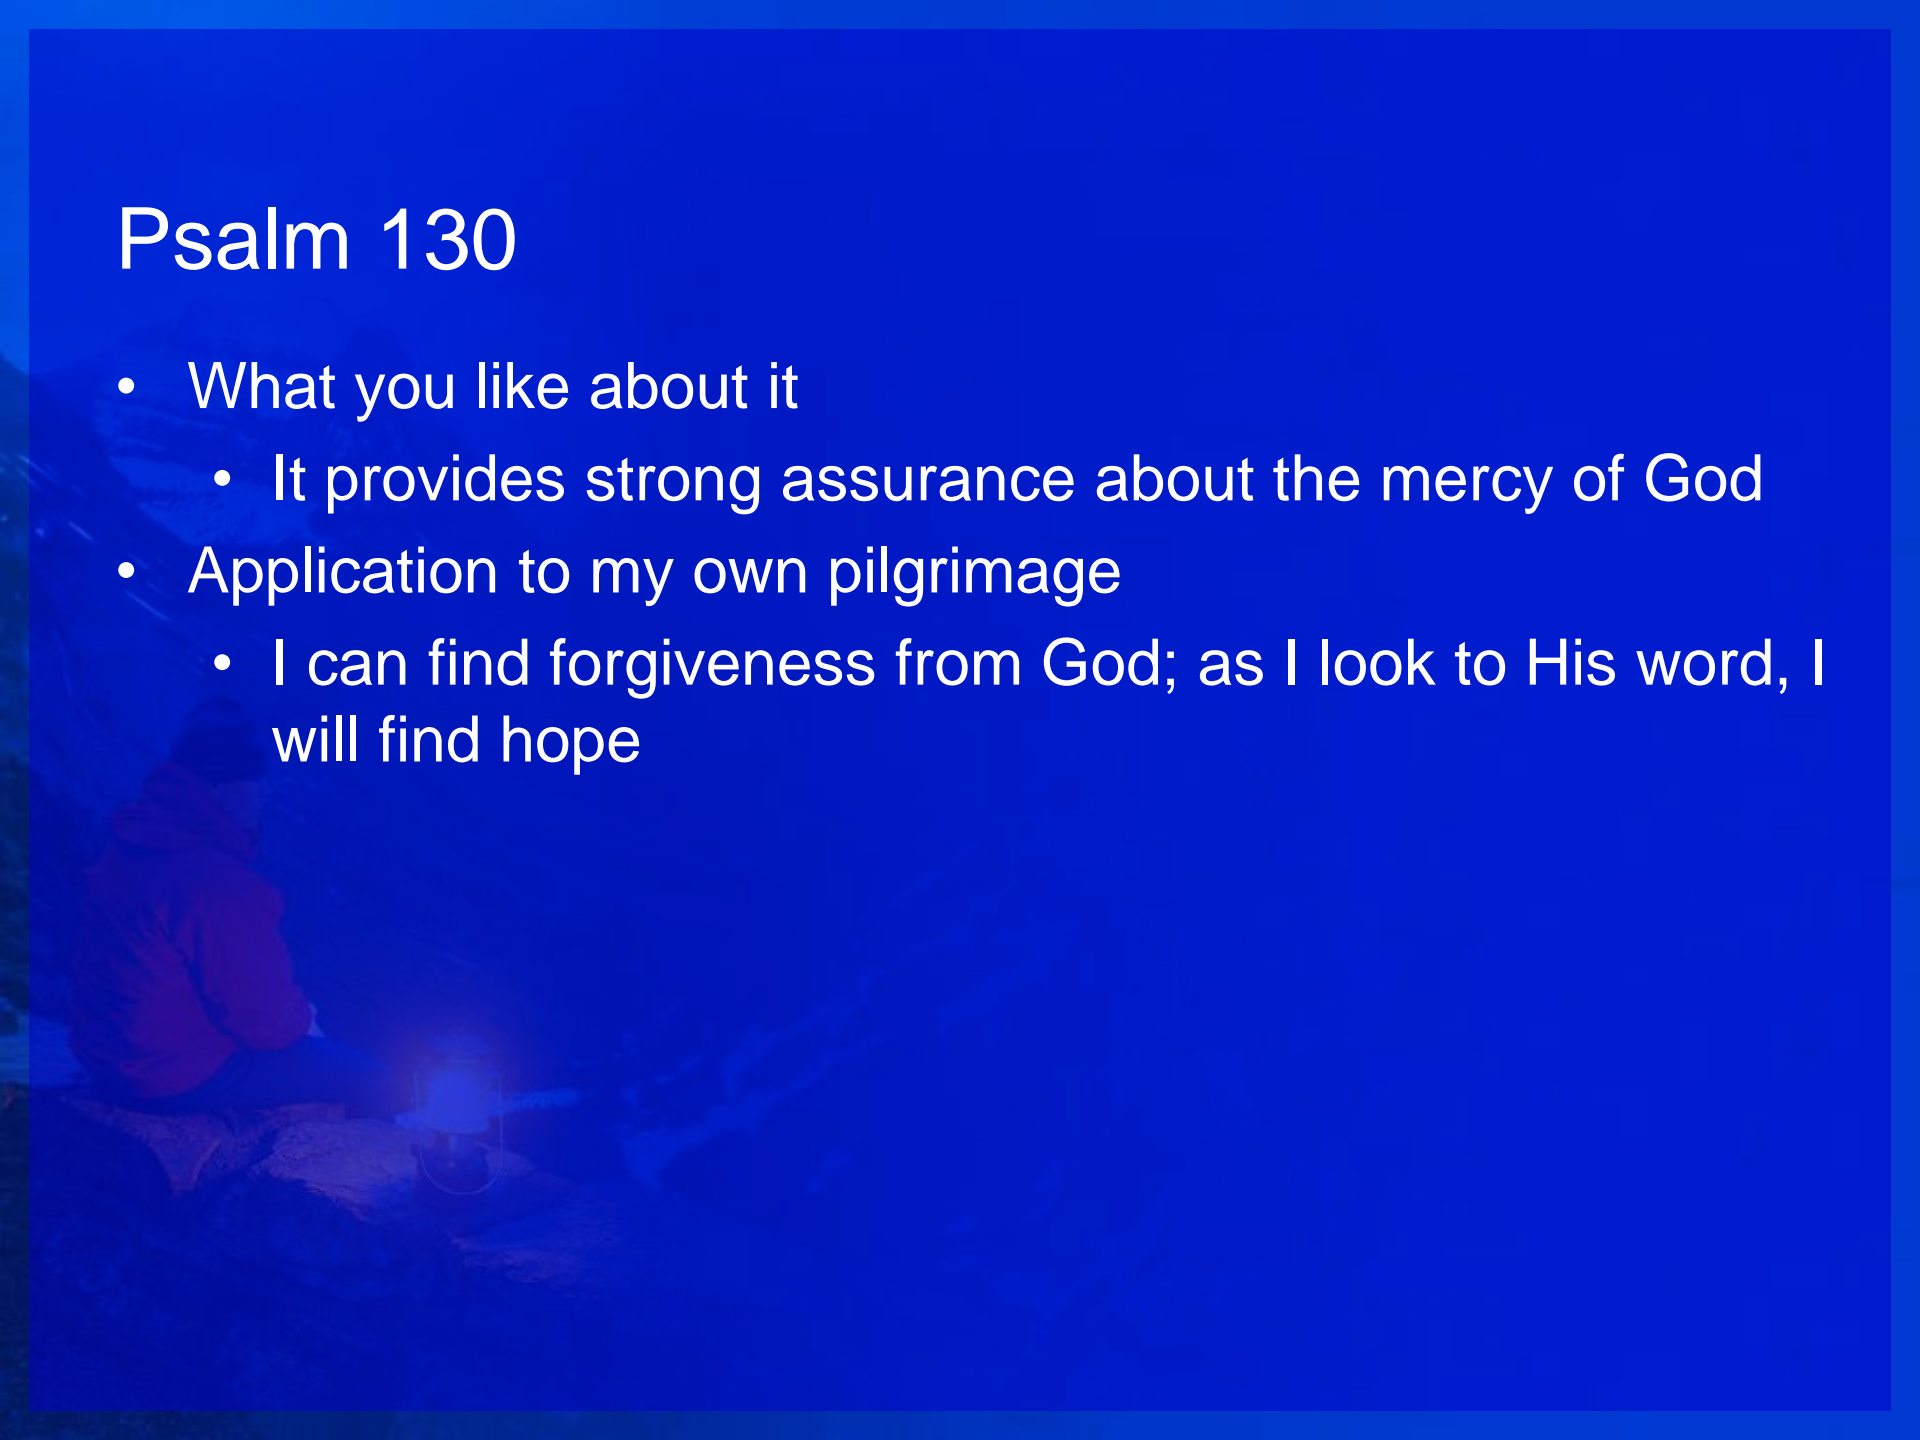 Psalm 130
• What you like about it
• It provides strong assurance about the mercy of God
• Application to my own pilgrimage
• I can find forgiveness from God; as I look to His word, I
will find hope